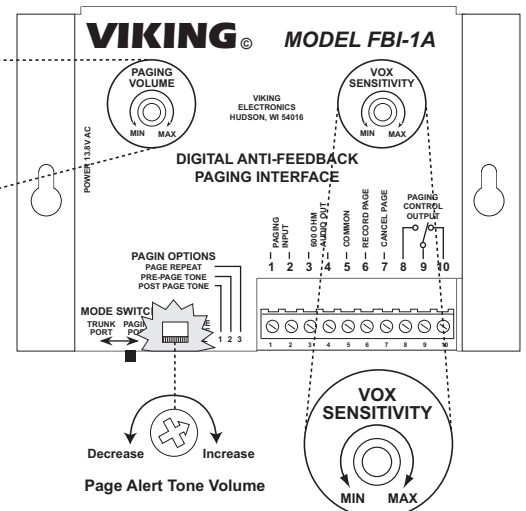 VIKING © MODEL FBI-1A
PAGING
VOLUME
MIN MAX
VIKING
ELECTRONICS
HUDSON, WI 54016
VOX
SENSITIVITY
MIN MAX
POWER 13.8V AC
DIGITAL ANTI-FEEDBACK
PAGING INTERFACE
PAGING
INPUT
600 OHM
AUDIO OUT
COMMON
RECORD PAGE
CANCEL PAGE
PAGING
CONTROL
OUTPUT
1 2 3 4 5 6 7 8 9 10
PAGIN OPTIONS
PAGE REPEAT
PRE-PAGE TONE
POST PAGE TONE
1 2 3
MODE SWITCH
TRUNK
PORT
1 2 3 4 5 6 7 8 9 10
Decrease Increase
Page Alert Tone Volume
VOX
SENSITIVITY
MIN MAX